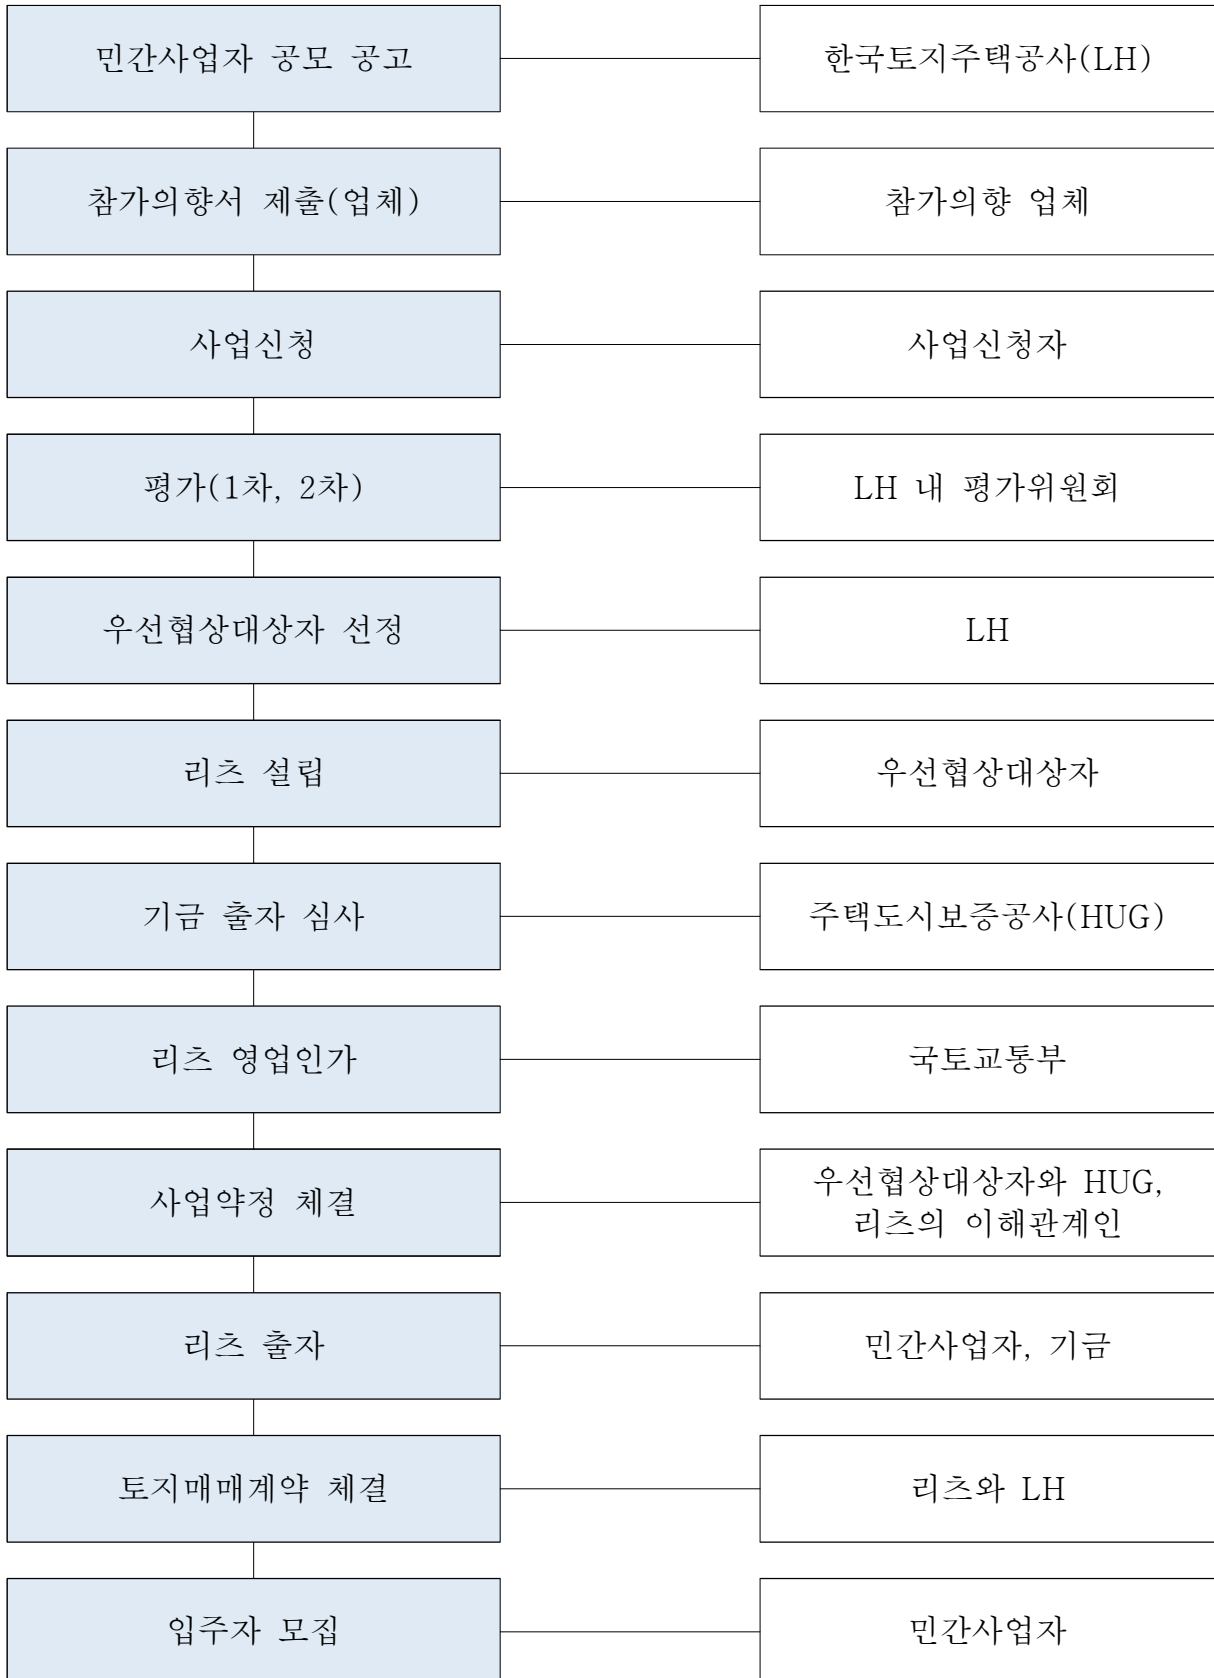 민간사업자 공모 공고
한국토지주택공사(LH)
참가의향서 제출(업체)
참가의향 업체
사업신청
사업신청자
평가(1차, 2차)
LH 내 평가위원회
우선협상대상자 선정
LH
리츠 설립
우선협상대상자
기금 출자 심사
주택도시보증공사(HUG)
리츠 영업인가
국토교통부
사업약정 체결
우선협상대상자와 HUG,
리츠의 이해관계인
리츠 출자
민간사업자, 기금
토지매매계약 체결
리츠와 LH
입주자 모집
민간사업자